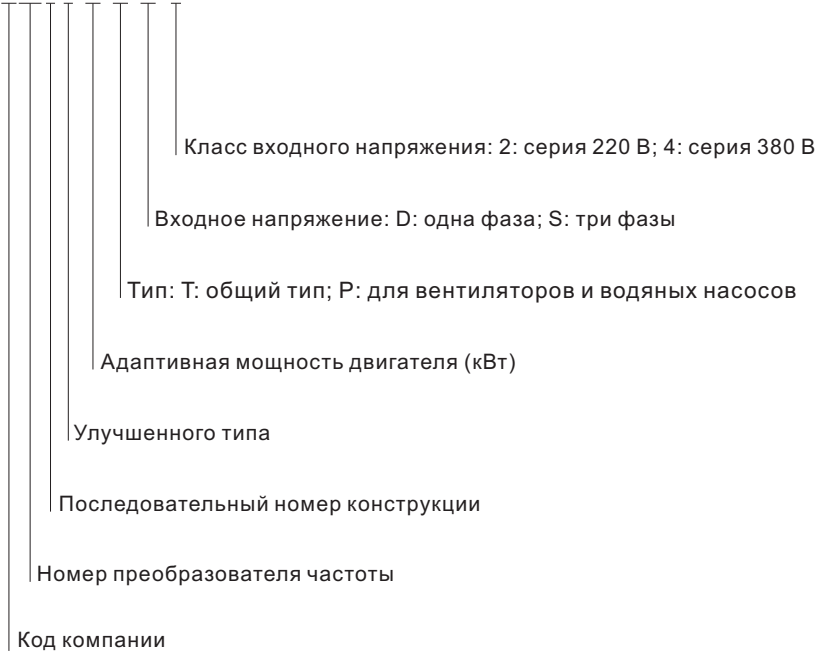 Класс входного напряжения: 2: серия 220 В; 4: серия 380 В
Входное напряжение: D: одна фаза; S: три фазы
Тип: T: общий тип; P: для вентиляторов и водяных насосов
Адаптивная мощность двигателя (кВт)
Улучшенного типа
Последовательный номер конструкции
Номер преобразователя частоты
Код компании